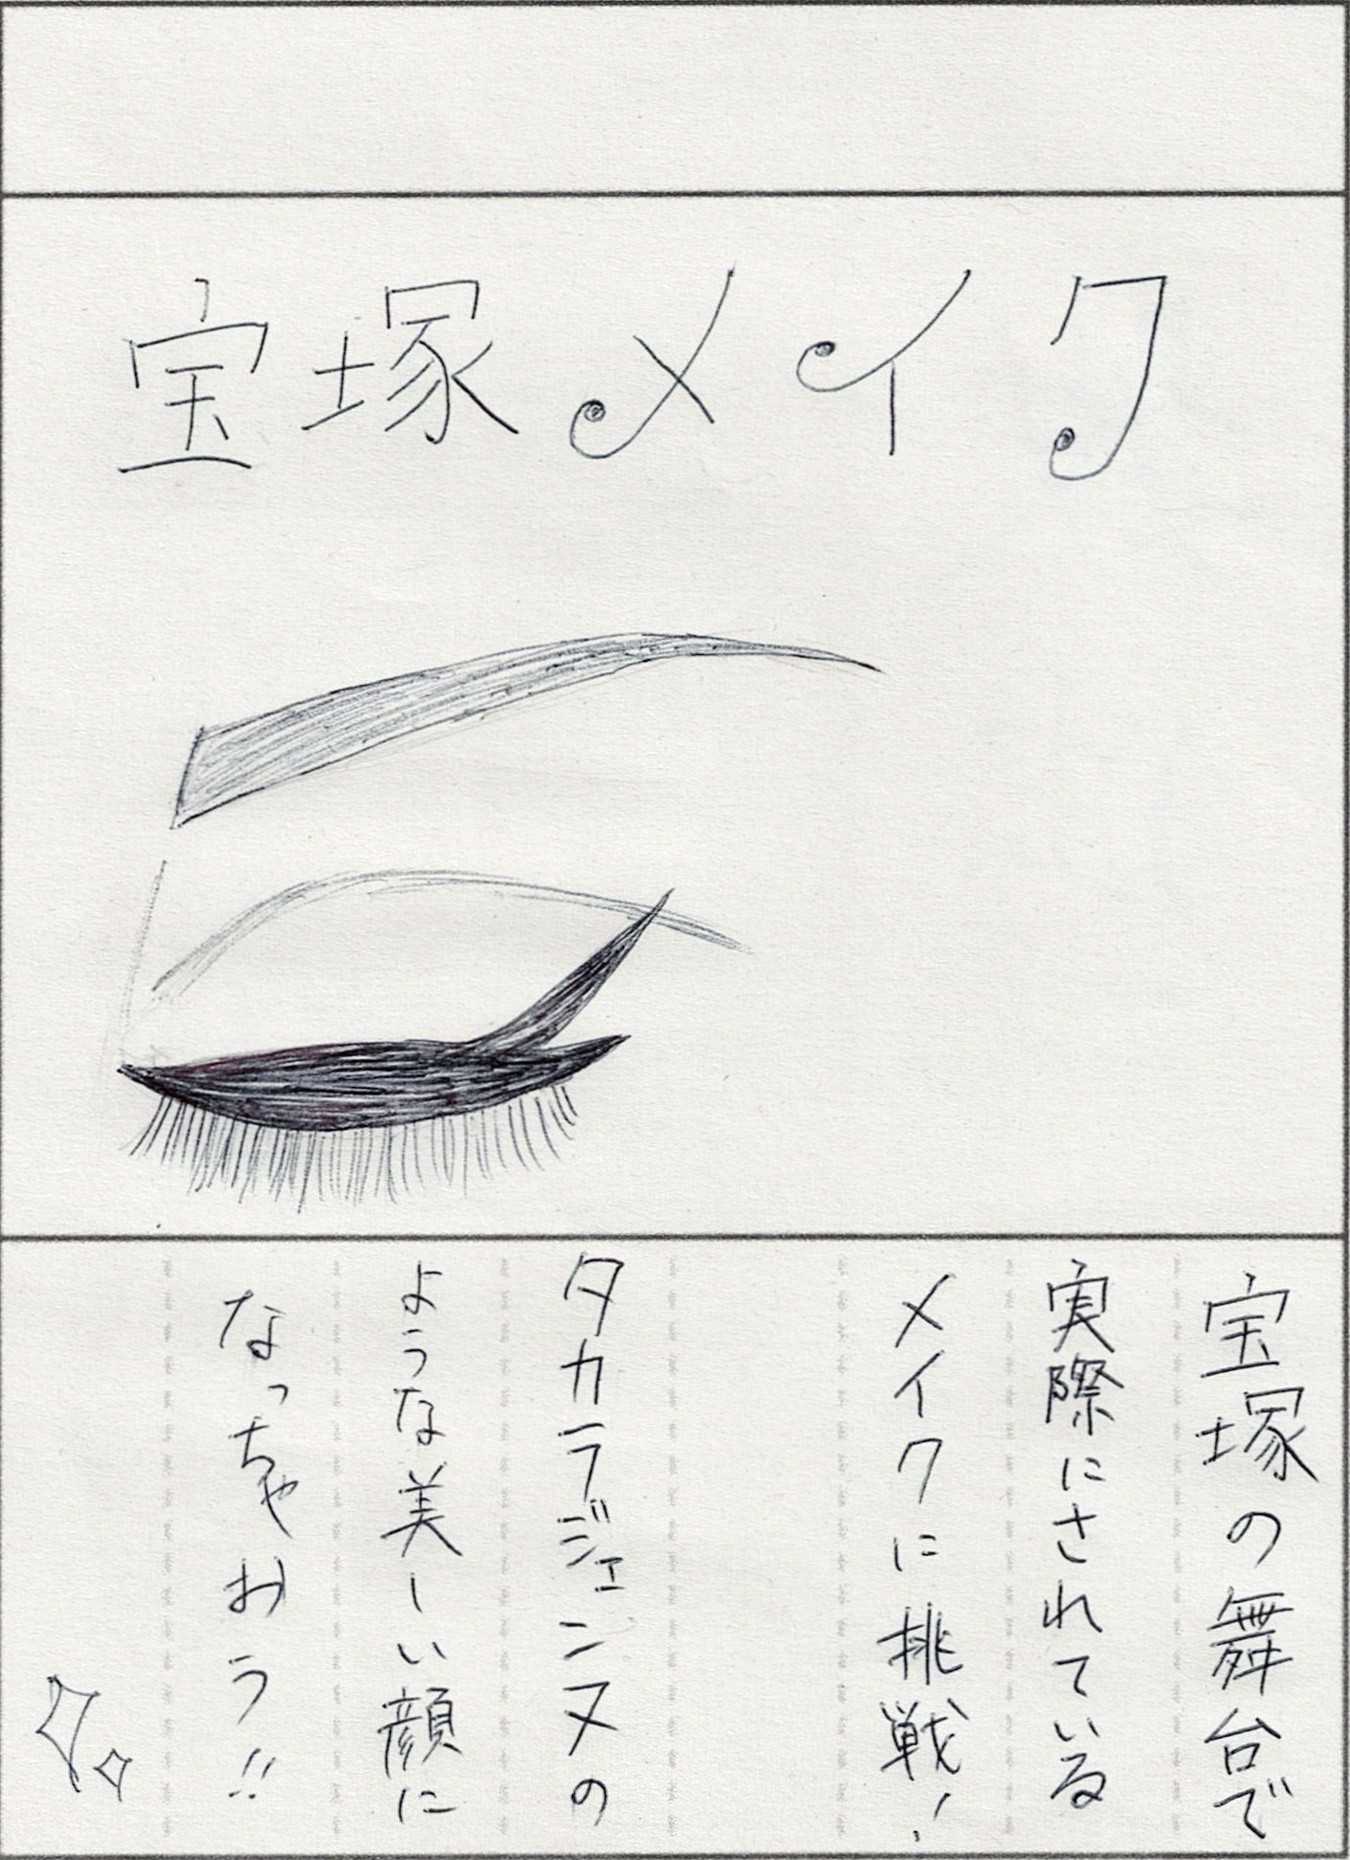 宝塚メイク
宝塚の舞台で
実際にされている
メイクに挑戦!
タカラジェンヌの
ような美しい顔に
なっちゃおう!!